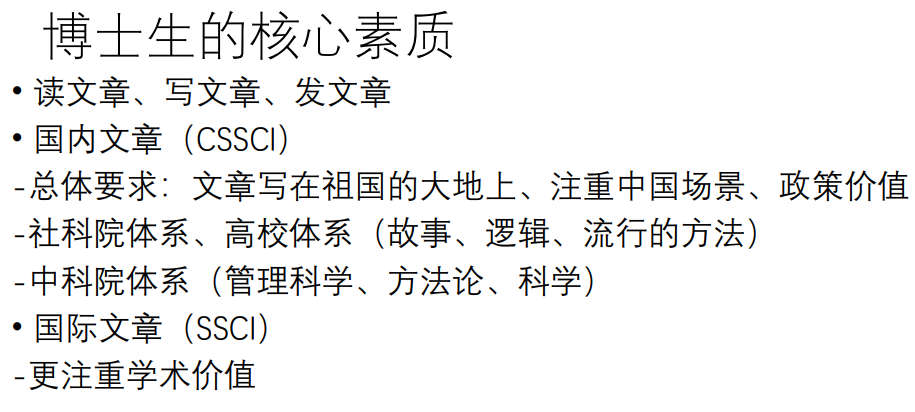 博士生的核心素质
• 读文章、写文章、发文章
• 国内文章（CSSCI）
-总体要求：文章写在祖国的大地上、注重中国场景、政策价值
-社科院体系、高校体系（故事、逻辑、流行的方法）
-中科院体系（管理科学、方法论、科学）
• 国际文章（SSCI）
-更注重学术价值